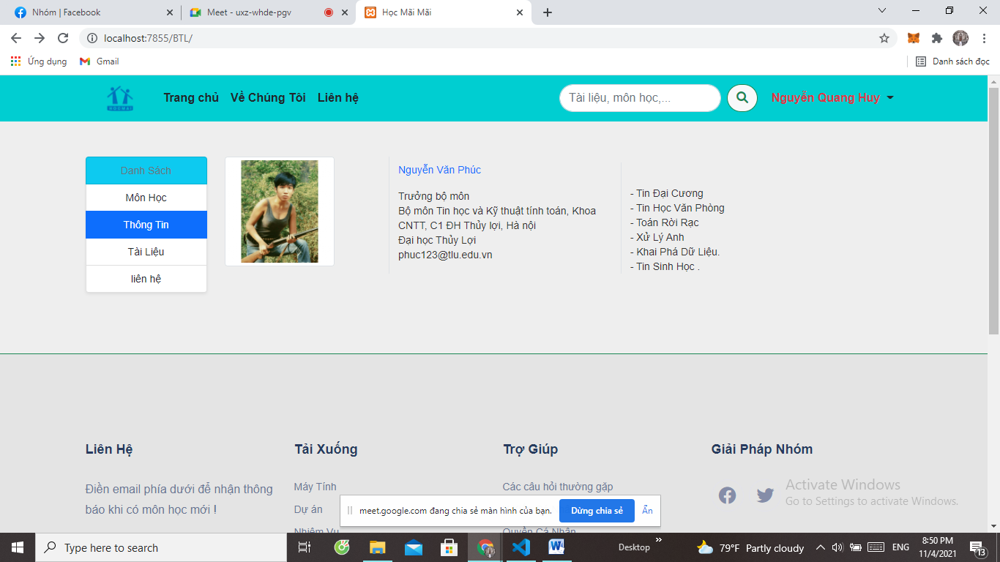 Nhóm | Facebook
Meet - uxz-whde-pgv
Học Mãi Mãi
localhost:7855/BTL/
Ứng dụng
Gmail
Danh sách đọc
HOCMAI
Trang chủ
Về Chúng Tôi
Liên hệ
Tài liệu, môn học,...
Nguyễn Quang Huy
Danh Sách
Môn Học
Thông Tin
Tài Liệu
liên hệ
Nguyễn Văn Phúc
Trưởng bộ môn
Bộ môn Tin học và Kỹ thuật tính toán, Khoa
CNTT, C1 ĐH Thủy lợi, Hà nội
Đại học Thủy Lợi
phuc123@tlu.edu.vn
- Tin Đại Cương
- Tin Học Văn Phòng
- Toán Rời Rạc
- Xử Lý Anh
- Khai Phá Dữ Liệu.
- Tin Sinh Học .
Liên Hệ
Điền email phía dưới để nhận thông
báo khi có môn học mới !
Tải Xuống
Máy Tính
Dự án
Nhiệm Vụ
Trợ Giúp
Các câu hỏi thường gặp
Quyền Cá Nhân
Giải Pháp Nhóm
Activate Windows
Go to Settings to activate Windows.
meet.google.com đang chia sẻ màn hình của bạn.
Dừng chia sẻ
Ẩn
Type here to search
Desktop
79°F Partly cloudy
ENG
8:50 PM
11/4/2021
13